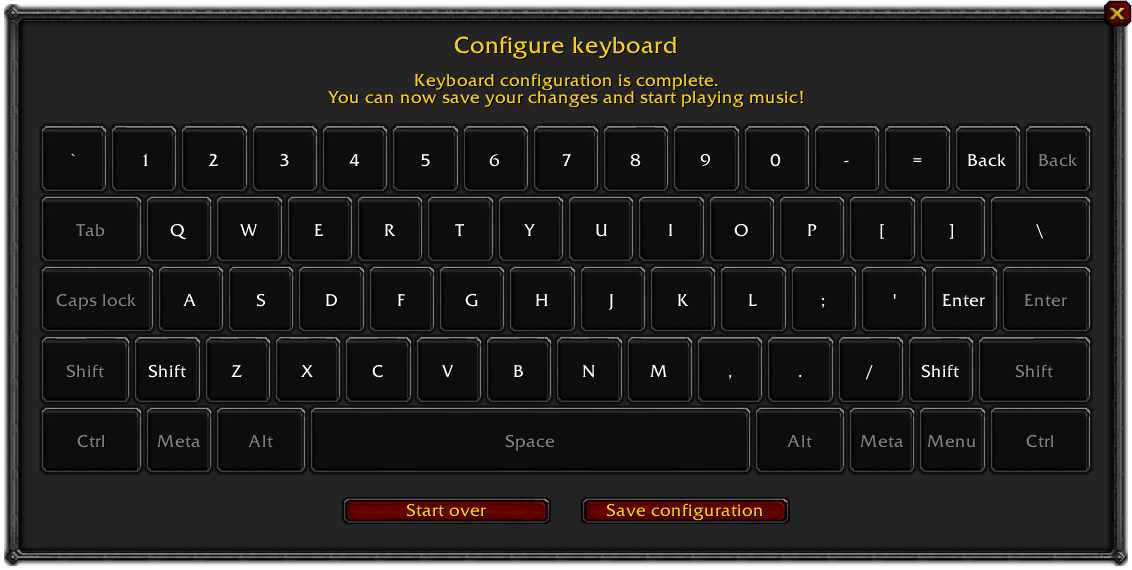 Configure keyboard
Keyboard configuration is complete.
You can now save your changes and start playing music!
` 1 2 3 4 5 6 7 8 9 0 - = Back Back
Tab Q W E R T Y U I O P [ ] \
Caps lock A S D F G H J K L ; ' Enter Enter
Shift Shift Z X C V B N M , . / Shift Shift
Ctrl Meta Alt Space Alt Meta Menu Ctrl
Start over Save configuration